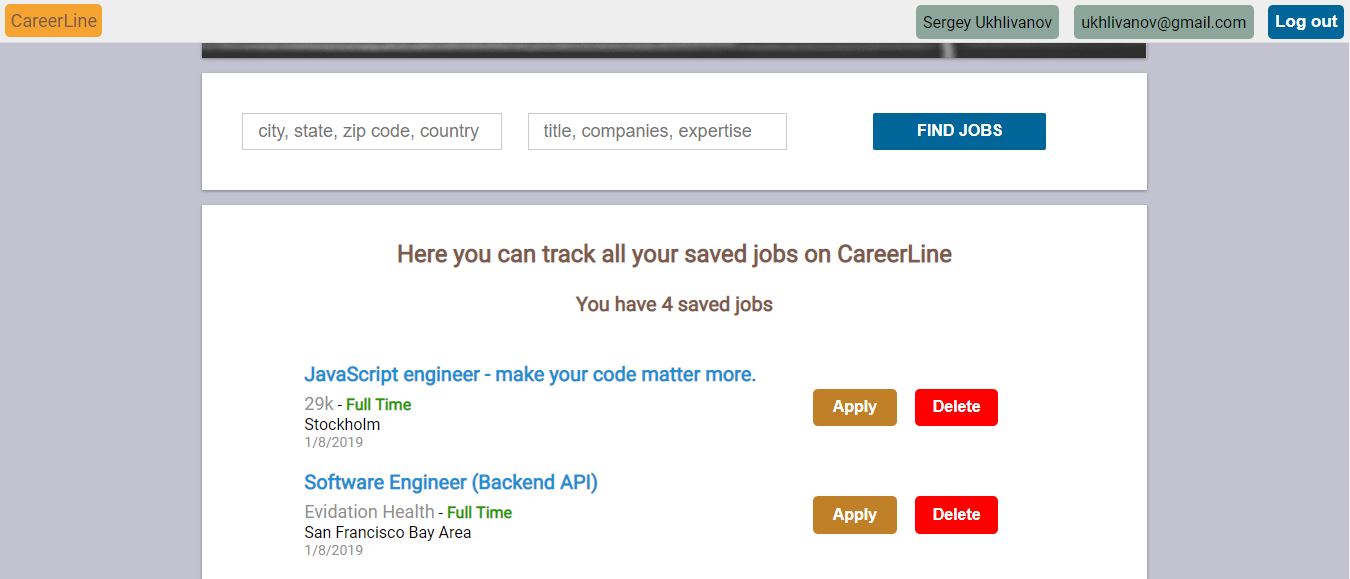 CareerLine
Sergey Ukhlivanov
ukhlivanov@gmail.com
Log out
city, state, zip code, country
title, companies, expertise
FIND JOBS
Here you can track all your saved jobs on CareerLine
You have 4 saved jobs
JavaScript engineer - make your code matter more.
29k - Full Time
Stockholm
1/8/2019
Apply
Delete
Software Engineer (Backend API)
Evidation Health - Full Time
San Francisco Bay Area
1/8/2019
Apply
Delete